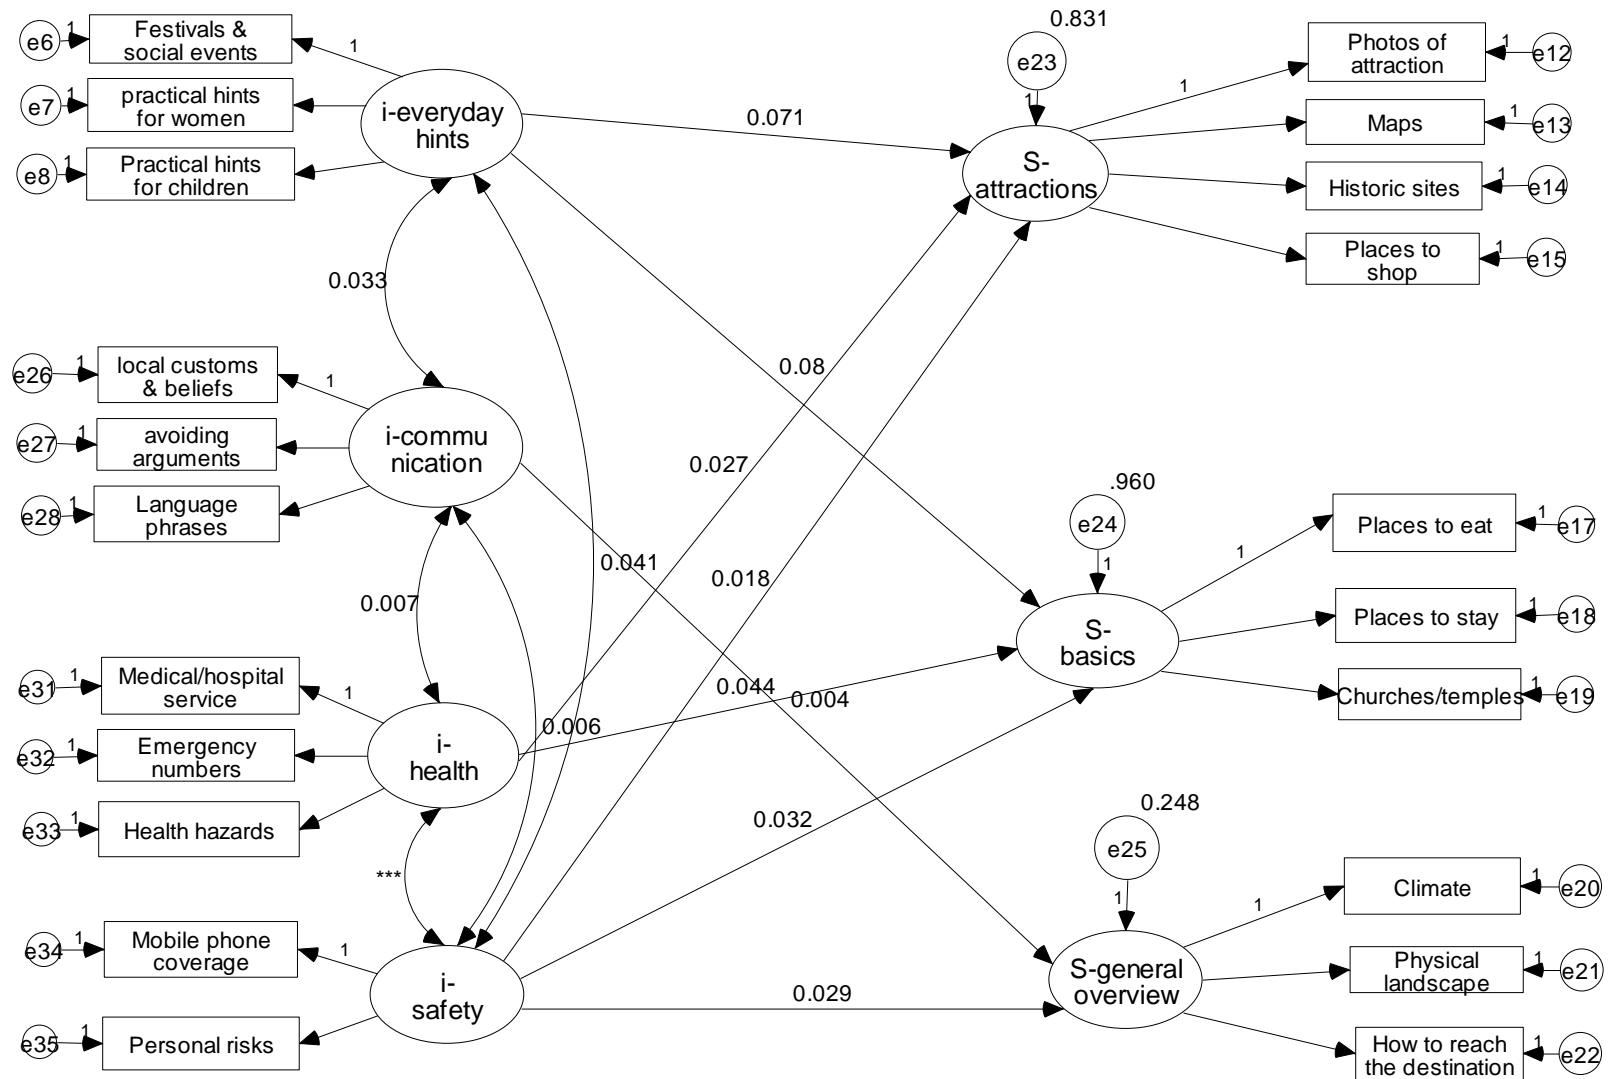 e6
1
Festivals &
social events
1
e7
1
practical hints
for women
e8
1
Practical hints
for children
i-everyday
hints
0.071
0.831
e23
1
S-
attractions
1
Photos of
attraction
1
e12
Maps
1
e13
Historic sites
1
e14
Places to
shop
1
e15
0.033
0.08
e26
1
local customs
& beliefs
1
e27
1
avoiding
arguments
e28
1
Language
phrases
i-commu
nication
0.027
0.041
0.018
0.007
.960
e24
1
S-
basics
1
Places to eat
1
e17
Places to stay
1
e18
Churches/temples
1
e19
e31
1
Medical/hospital
service
1
e32
1
Emergency
numbers
e33
1
Health hazards
i-
health
0.006
0.044
0.004
***
0.032
0.248
e25
1
S-general
overview
1
Climate
1
e20
Physical
landscape
1
e21
How to reach
the destination
1
e22
e34
1
Mobile phone
coverage
1
e35
1
Personal risks
i-
safety
0.029